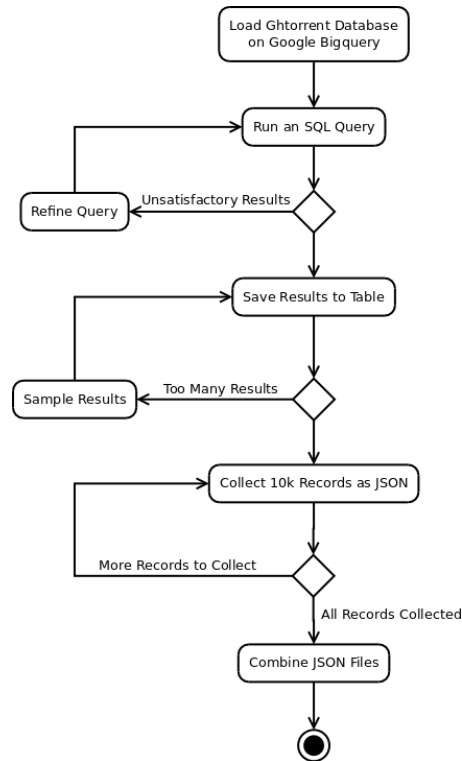 Load Ghtorrent Database
on Google Bigquery
Run an SQL Query
Unsatisfactory Results
Refine Query
Save Results to Table
Too Many Results
Sample Results
Collect 10k Records as JSON
More Records to Collect
All Records Collected
Combine JSON Files